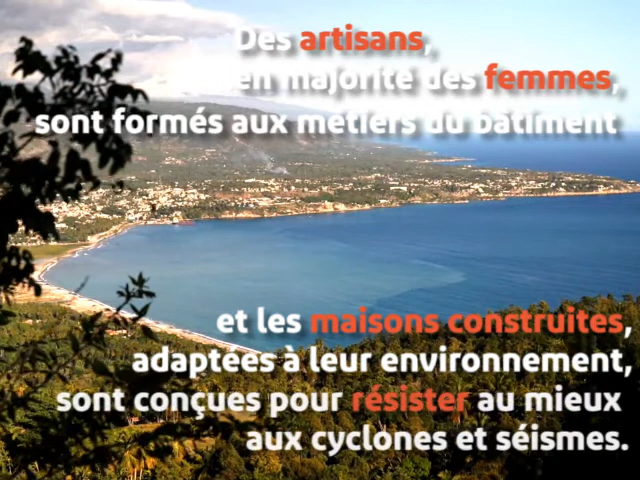 Des artisans,
en majorité des femmes,
sont formés aux métiers du bâtiment
et les maisons construites,
adaptées à leur environnement,
sont conçues pour résister au mieux
aux cyclones et séismes.